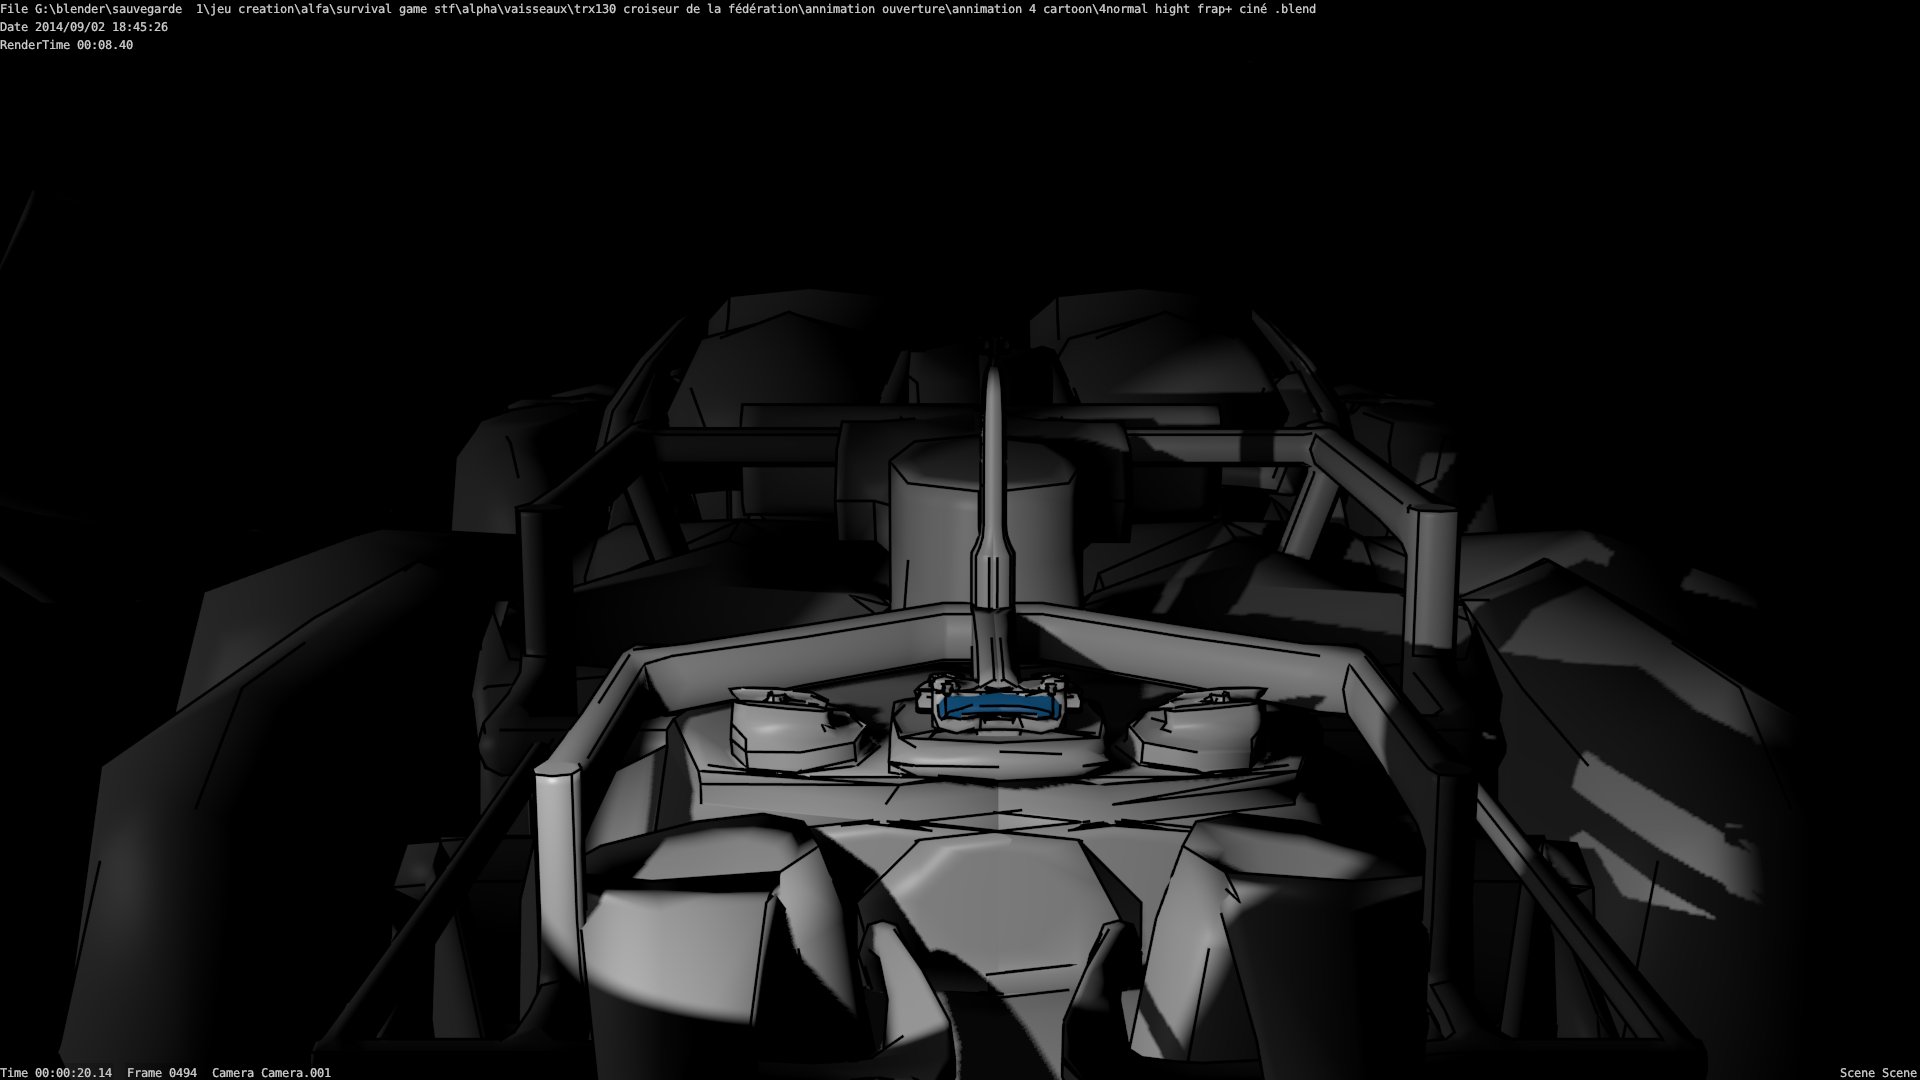 File G:\blender\sauvegarde  1\jeu creation\alfa\survival game stf\alpha\vaisseaux\trx130 croiseur de la fédération\annimation ouverture\annimation 4 cartoon\4normal hight frap+ ciné .blend
Date 2014/09/02 18:45:26
RenderTime 00:08.40
Time 00:00:20.14  Frame 0494  Camera Camera.001
Scene Scene